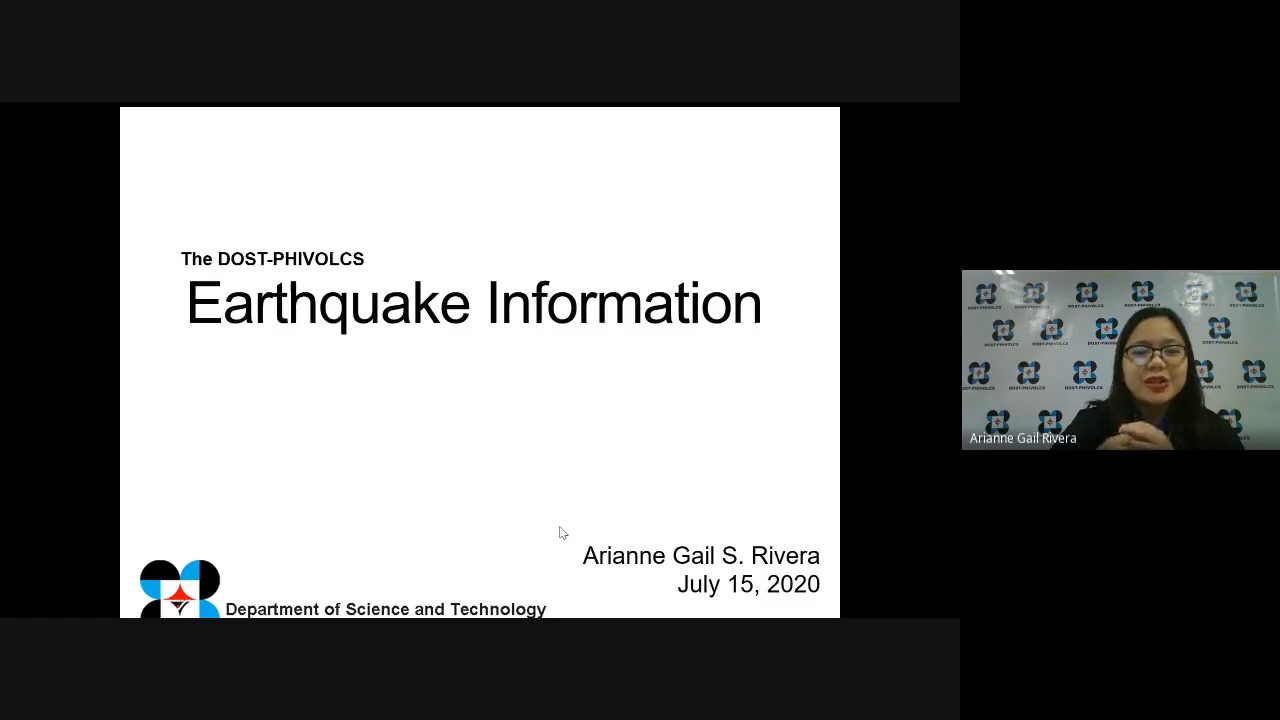 The DOST-PHIVOLCS
Earthquake Information
Arianne Gail S. Rivera
July 15, 2020
Department of Science and Technology
Arianne Gail Rivera